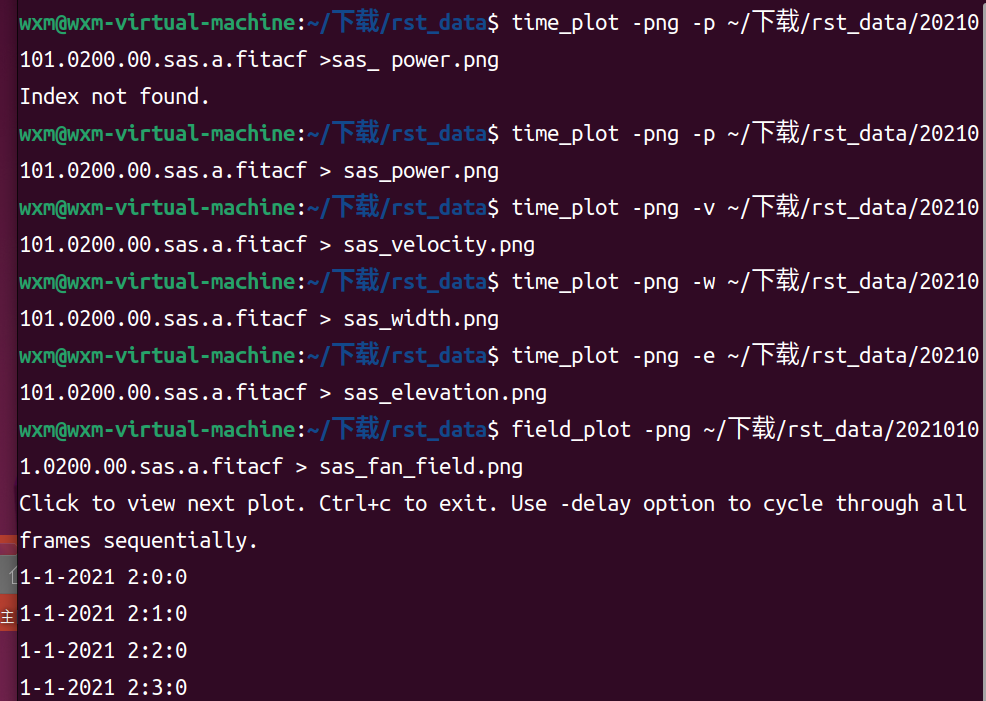 wxm@wxm-virtual-machine:~/下载/rst_data$ time_plot -png -p ~/下载/rst_data/20210
101.0200.00.sas.a.fitacf >sas_ power.png
Index not found.
wxm@wxm-virtual-machine:~/下载/rst_data$ time_plot -png -p ~/下载/rst_data/20210
101.0200.00.sas.a.fitacf > sas_power.png
wxm@wxm-virtual-machine:~/下载/rst_data$ time_plot -png -v ~/下载/rst_data/20210
101.0200.00.sas.a.fitacf > sas_velocity.png
wxm@wxm-virtual-machine:~/下载/rst_data$ time_plot -png -w ~/下载/rst_data/20210
101.0200.00.sas.a.fitacf > sas_width.png
wxm@wxm-virtual-machine:~/下载/rst_data$ time_plot -png -e ~/下载/rst_data/20210
101.0200.00.sas.a.fitacf > sas_elevation.png
wxm@wxm-virtual-machine:~/下载/rst_data$ field_plot -png ~/下载/rst_data/2021010
1.0200.00.sas.a.fitacf > sas_fan_field.png
Click to view next plot. Ctrl+c to exit. Use -delay option to cycle through all
frames sequentially.
1-1-2021 2:0:0
主
1-1-2021 2:1:0
1-1-2021 2:2:0
1-1-2021 2:3:0